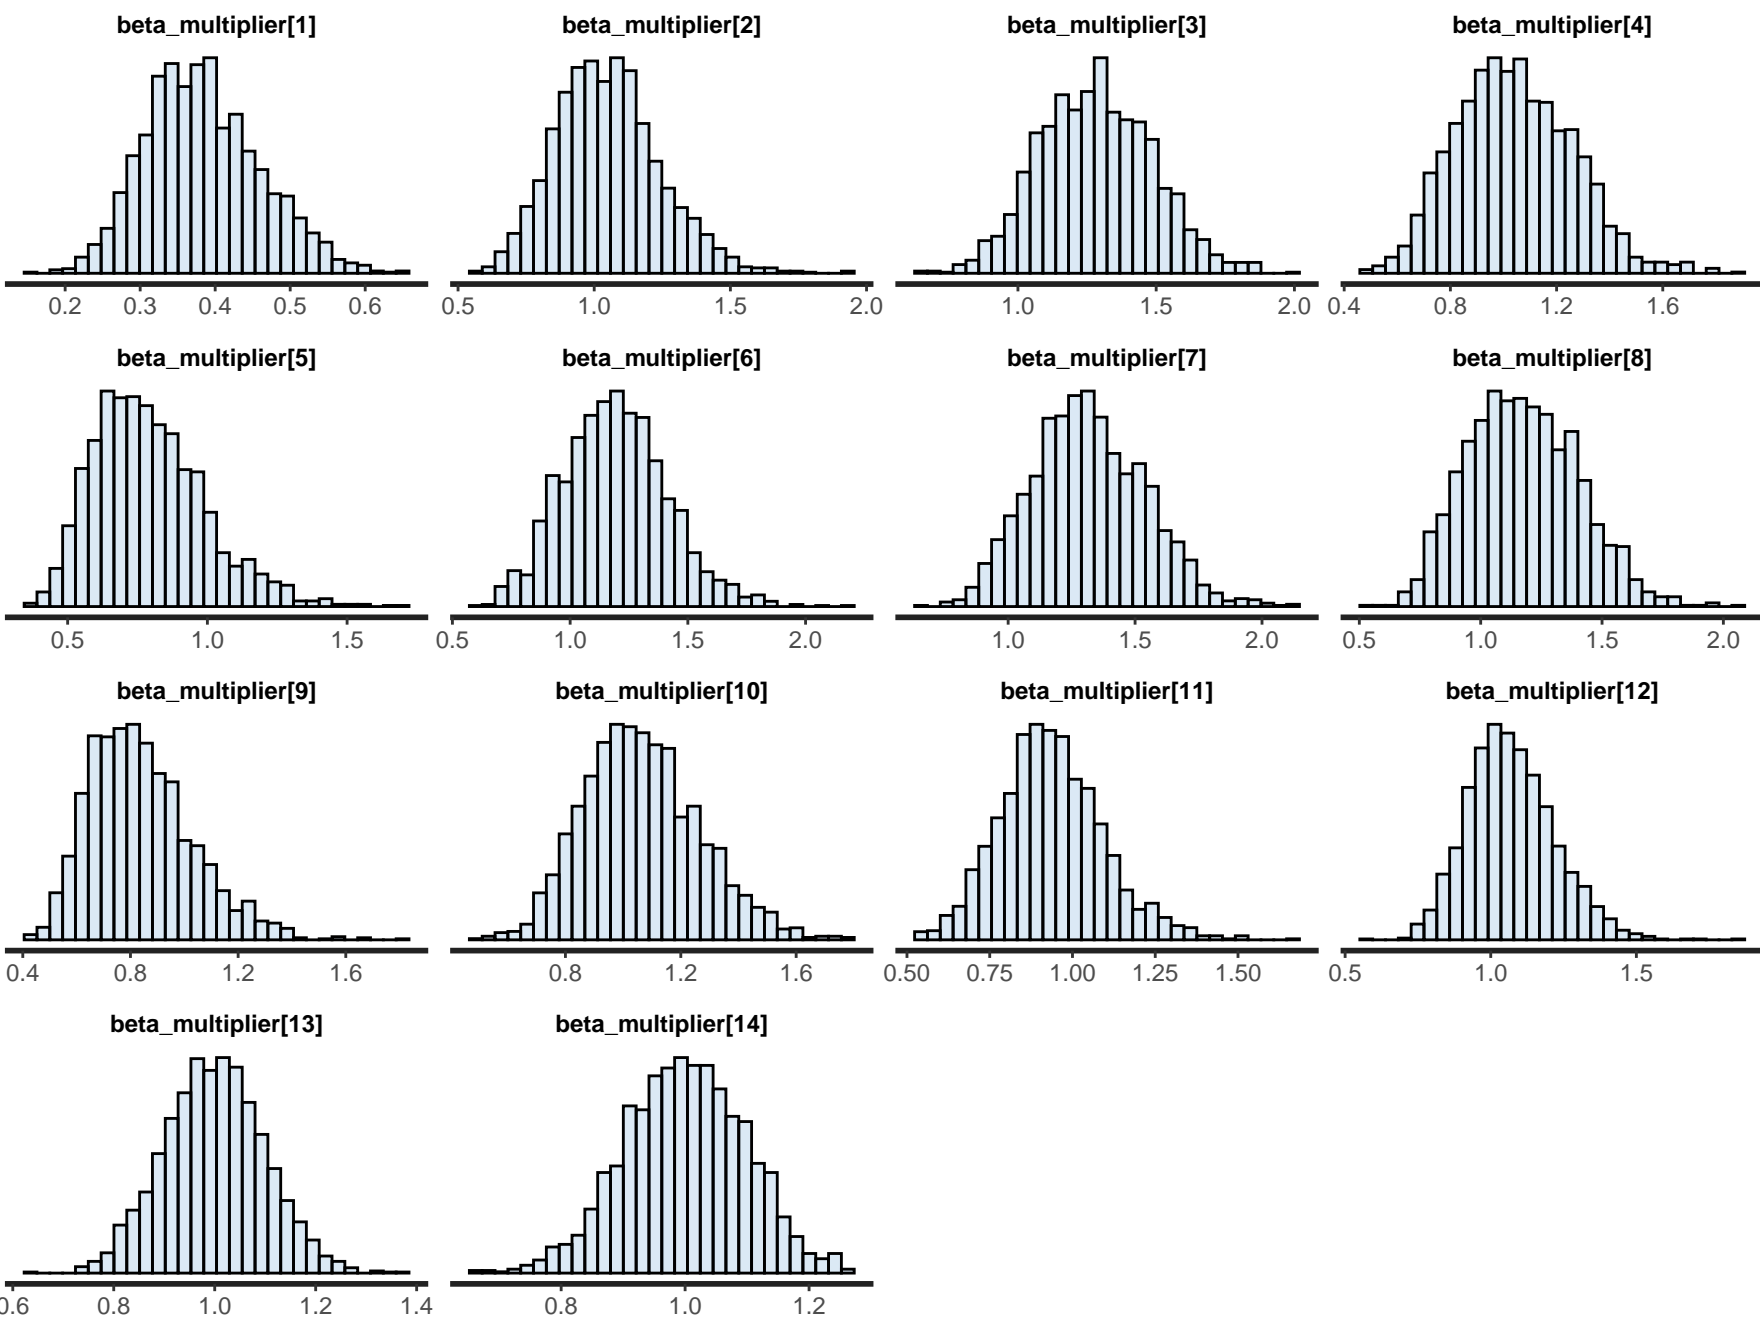 beta_multiplier[1] beta_multiplier[2] beta_multiplier[3] beta_multiplier[4]
0.2 0.3 0.4 0.5 0.6 0.5 1.0 1.5 2.0 1.0 1.5 2.0 0.4 0.8 1.2 1.6
beta_multiplier[5] beta_multiplier[6] beta_multiplier[7] beta_multiplier[8]
0.5 1.0 1.5 0.5 1.0 1.5 2.0 1.0 1.5 2.0 0.5 1.0 1.5 2.0
beta_multiplier[9] beta_multiplier[10] beta_multiplier[11] beta_multiplier[12]
0.4 0.8 1.2 1.6 0.8 1.2 1.6 0.50 0.75 1.00 1.25 1.50 0.5 1.0 1.5
beta_multiplier[13] beta_multiplier[14]
0.6 0.8 1.0 1.2 1.4 0.8 1.0 1.2